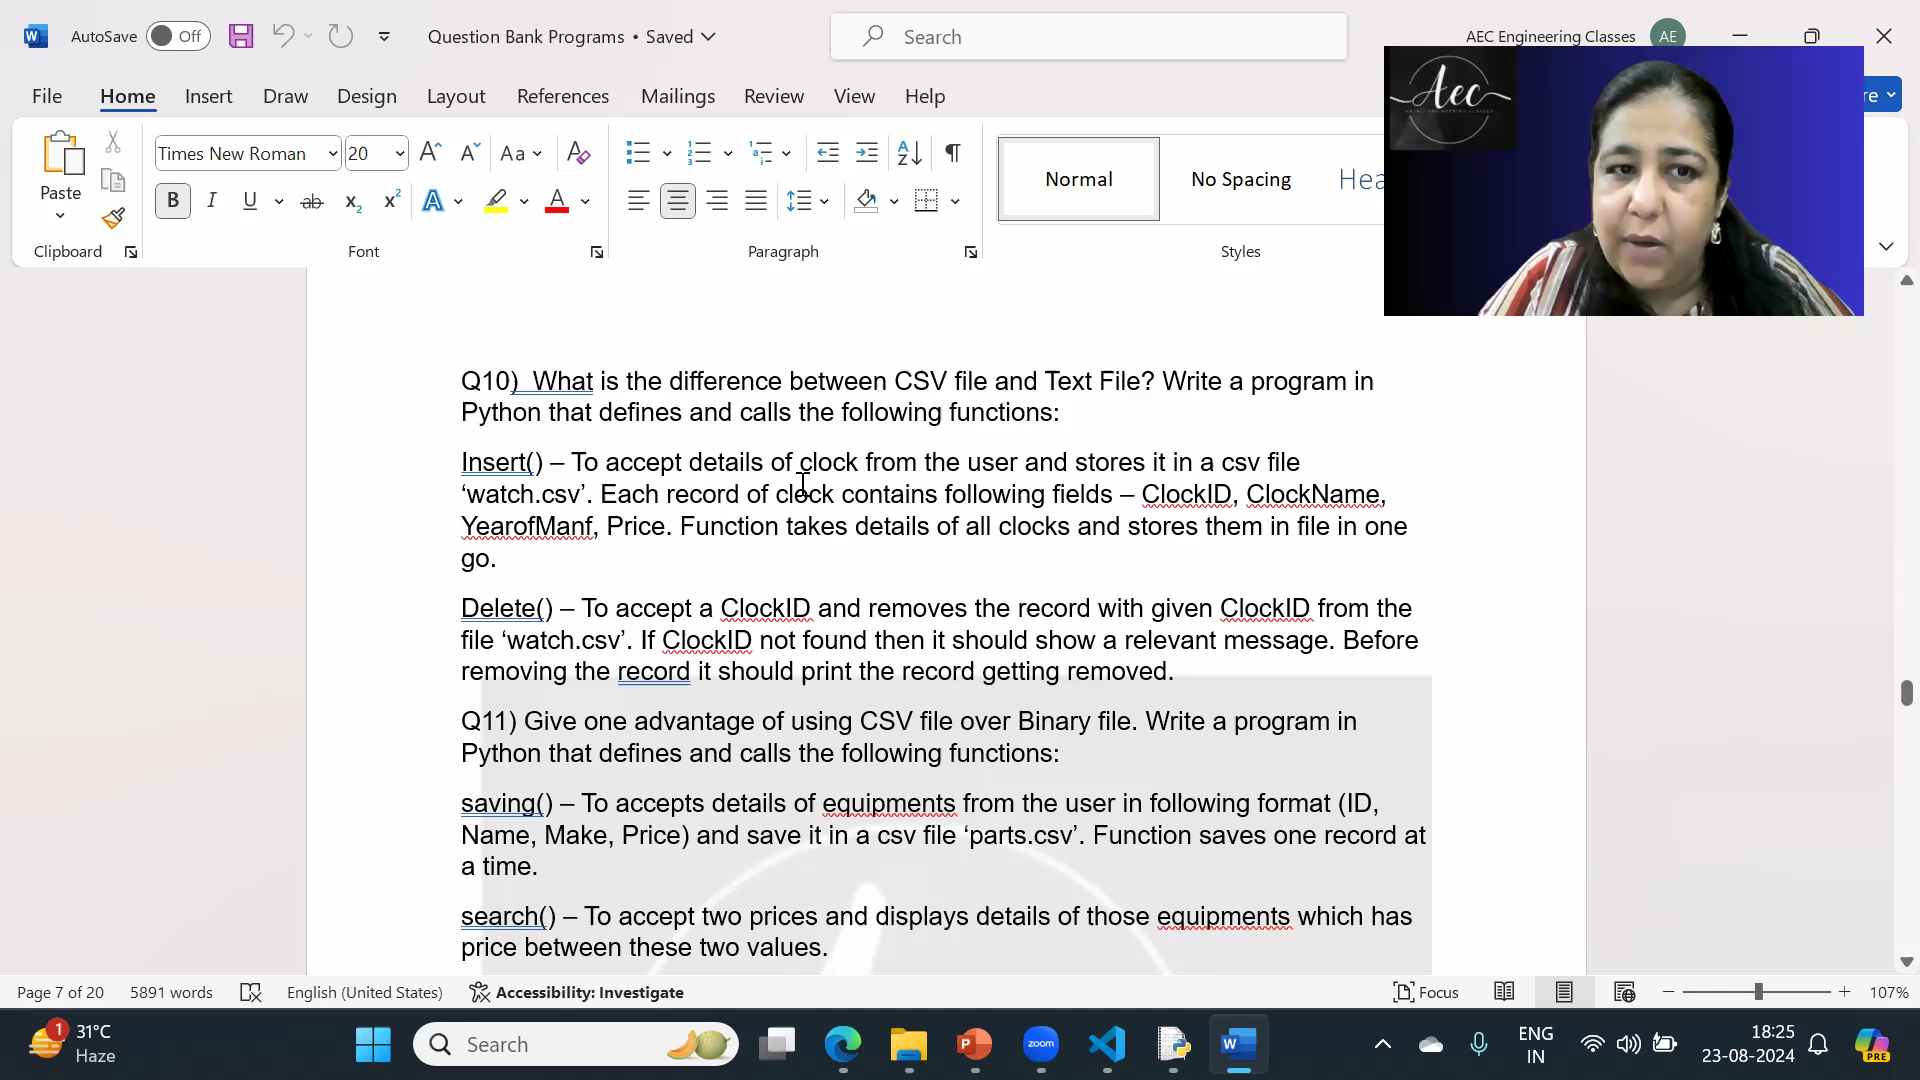 AutoSave Off Question Bank Programs • Saved Search AEC Engineering Classes AE
File Home Insert Draw Design Layout References Mailings Review View Help re
Aec
Paste Times New Roman 20 Aa Normal No Spacing Hea
Clipboard Font Paragraph Styles
Q10)  What is the difference between CSV file and Text File? Write a program in
Python that defines and calls the following functions:
Insert() – To accept details of clock from the user and stores it in a csv file
‘watch.csv’. Each record of clock contains following fields – ClockID, ClockName,
YearofManf, Price. Function takes details of all clocks and stores them in file in one
go.
Delete() – To accept a ClockID and removes the record with given ClockID from the
file ‘watch.csv’. If ClockID not found then it should show a relevant message. Before
removing the record it should print the record getting removed.
Q11) Give one advantage of using CSV file over Binary file. Write a program in
Python that defines and calls the following functions:
saving() – To accepts details of equipments from the user in following format (ID,
Name, Make, Price) and save it in a csv file ‘parts.csv’. Function saves one record at
a time.
search() – To accept two prices and displays details of those equipments which has
price between these two values.
Page 7 of 20 5891 words English (United States) Accessibility: Investigate Focus 107%
1 31°C Search zoom ENG 18:25
Haze IN 23-08-2024 PRE